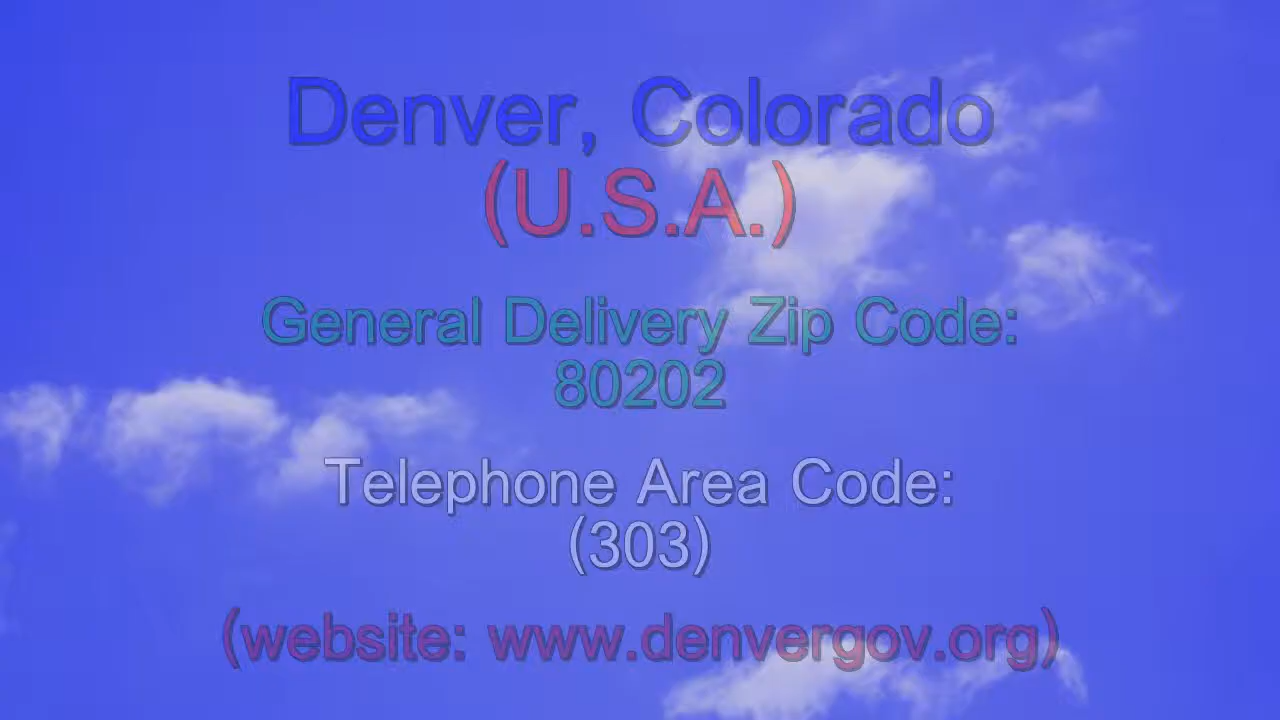 Denver, Colorado
(U.S.A.)
General Delivery Zip Code:
80202
Telephone Area Code:
(303)
(website: www.denvergov.org)